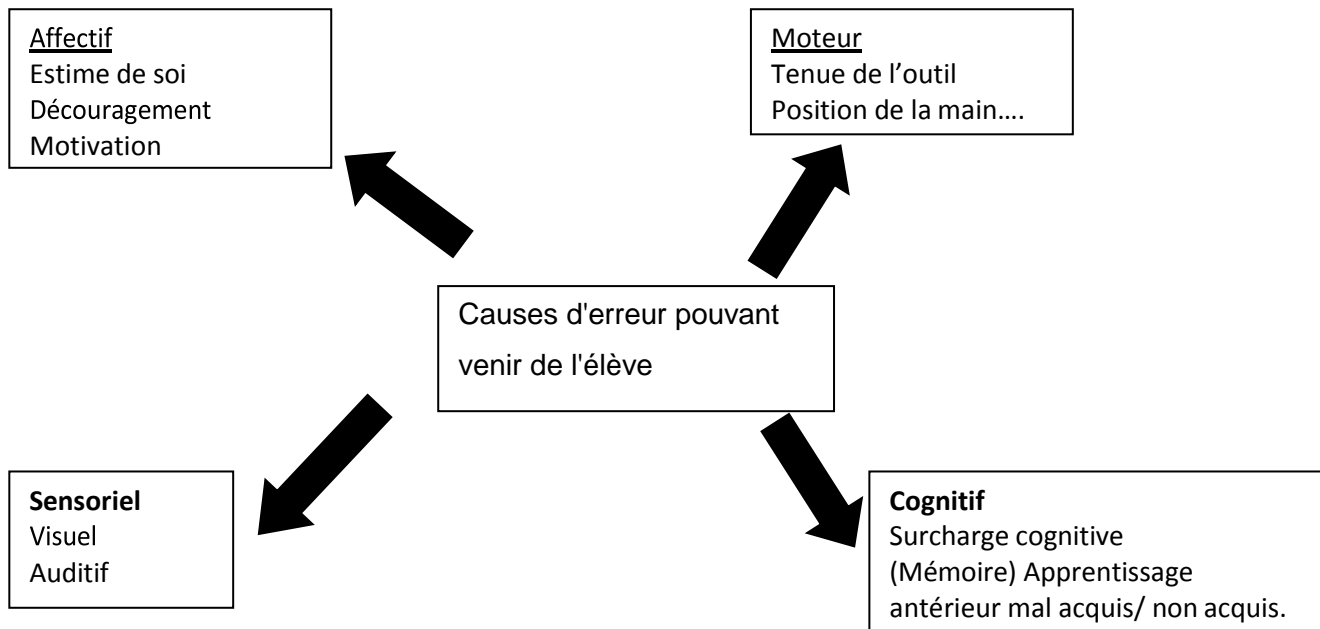 Affectif
Estime de soi
Découragement
Motivation
Moteur
Tenue de l’outil
Position de la main....
Causes d'erreur pouvant
venir de l'élève
Sensoriel
Visuel
Auditif
Cognitif
Surcharge cognitive
(Mémoire) Apprentissage
antérieur mal acquis/ non acquis.